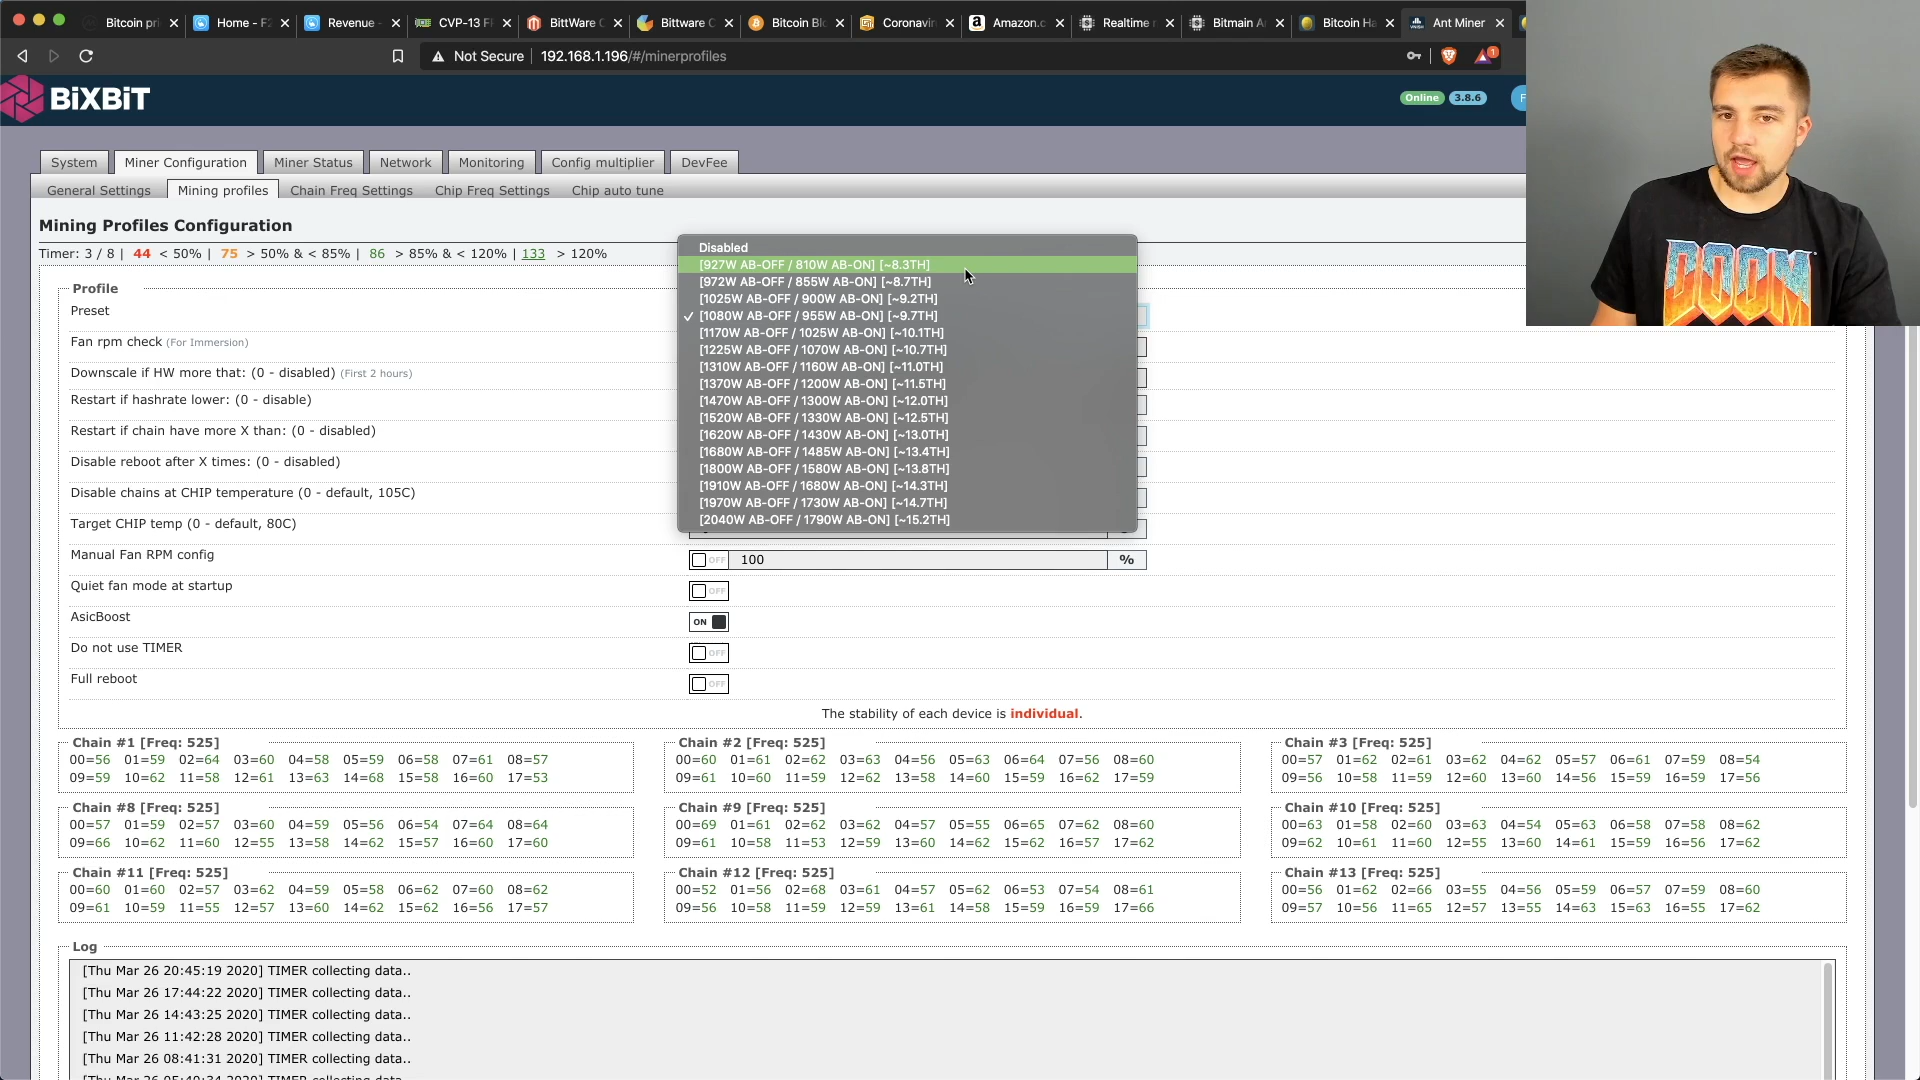 Bitcoin pri
Home - F2
Revenue -
CVP-13 FP
BittWare C
Bittware C
Bitcoin Blo
Coronavir
Amazon.c
Realtime m
Bitmain A
Bitcoin Ha
Ant Miner
Not Secure 192.168.1.196/#/minerprofiles
1
BiXBiT
Online 3.8.6
System Miner Configuration Miner Status Network Monitoring Config multiplier DevFee
General Settings Mining profiles Chain Freq Settings Chip Freq Settings Chip auto tune
Mining Profiles Configuration
Timer: 3 / 8 | 44 < 50% | 75 > 50% & < 85% | 86 > 85% & < 120% | 133 > 120%
Profile
Preset
Disabled
[927W AB-OFF / 810W AB-ON] [~8.3TH]
[972W AB-OFF / 855W AB-ON] [~8.7TH]
[1025W AB-OFF / 900W AB-ON] [~9.2TH]
✓ [1080W AB-OFF / 955W AB-ON] [~9.7TH]
[1170W AB-OFF / 1025W AB-ON] [~10.1TH]
[1225W AB-OFF / 1070W AB-ON] [~10.7TH]
[1310W AB-OFF / 1160W AB-ON] [~11.0TH]
[1370W AB-OFF / 1200W AB-ON] [~11.5TH]
[1470W AB-OFF / 1300W AB-ON] [~12.0TH]
[1520W AB-OFF / 1330W AB-ON] [~12.5TH]
[1620W AB-OFF / 1430W AB-ON] [~13.0TH]
[1680W AB-OFF / 1485W AB-ON] [~13.4TH]
[1800W AB-OFF / 1580W AB-ON] [~13.8TH]
[1910W AB-OFF / 1680W AB-ON] [~14.3TH]
[1970W AB-OFF / 1730W AB-ON] [~14.7TH]
[2040W AB-OFF / 1790W AB-ON] [~15.2TH]
Fan rpm check (For Immersion)
Downscale if HW more that: (0 - disabled) (First 2 hours)
Restart if hashrate lower: (0 - disable)
Restart if chain have more X than: (0 - disabled)
Disable reboot after X times: (0 - disabled)
Disable chains at CHIP temperature (0 - default, 105C)
Target CHIP temp (0 - default, 80C)
Manual Fan RPM config OFF 100 %
Quiet fan mode at startup OFF
AsicBoost ON
Do not use TIMER OFF
Full reboot OFF
The stability of each device is individual.
Chain #1 [Freq: 525]
00=56 01=59 02=64 03=60 04=58 05=59 06=58 07=61 08=57
09=59 10=62 11=58 12=61 13=63 14=68 15=58 16=60 17=53
Chain #2 [Freq: 525]
00=60 01=61 02=62 03=63 04=56 05=63 06=64 07=56 08=60
09=61 10=60 11=59 12=62 13=58 14=60 15=59 16=62 17=59
Chain #3 [Freq: 525]
00=57 01=62 02=61 03=62 04=62 05=57 06=61 07=59 08=54
09=56 10=58 11=59 12=60 13=60 14=56 15=59 16=59 17=56
Chain #8 [Freq: 525]
00=57 01=59 02=57 03=60 04=59 05=56 06=54 07=64 08=64
09=66 10=62 11=60 12=55 13=58 14=62 15=57 16=60 17=60
Chain #9 [Freq: 525]
00=69 01=61 02=62 03=62 04=57 05=55 06=65 07=62 08=60
09=61 10=58 11=53 12=59 13=60 14=62 15=62 16=57 17=62
Chain #10 [Freq: 525]
00=63 01=58 02=60 03=63 04=54 05=63 06=58 07=58 08=62
09=62 10=61 11=60 12=55 13=60 14=61 15=59 16=56 17=62
Chain #11 [Freq: 525]
00=60 01=60 02=57 03=62 04=59 05=58 06=62 07=60 08=62
09=61 10=59 11=55 12=57 13=60 14=62 15=62 16=56 17=57
Chain #12 [Freq: 525]
00=52 01=56 02=68 03=61 04=57 05=62 06=53 07=54 08=61
09=56 10=58 11=59 12=59 13=61 14=58 15=59 16=59 17=66
Chain #13 [Freq: 525]
00=56 01=62 02=66 03=55 04=56 05=59 06=57 07=59 08=60
09=57 10=56 11=65 12=57 13=55 14=63 15=63 16=55 17=62
Log
[Thu Mar 26 20:45:19 2020] TIMER collecting data..
[Thu Mar 26 17:44:22 2020] TIMER collecting data..
[Thu Mar 26 14:43:25 2020] TIMER collecting data..
[Thu Mar 26 11:42:28 2020] TIMER collecting data..
[Thu Mar 26 08:41:31 2020] TIMER collecting data..
[Thu Mar 26 05:40:34 2020] TIMER collecting data..
DOOM